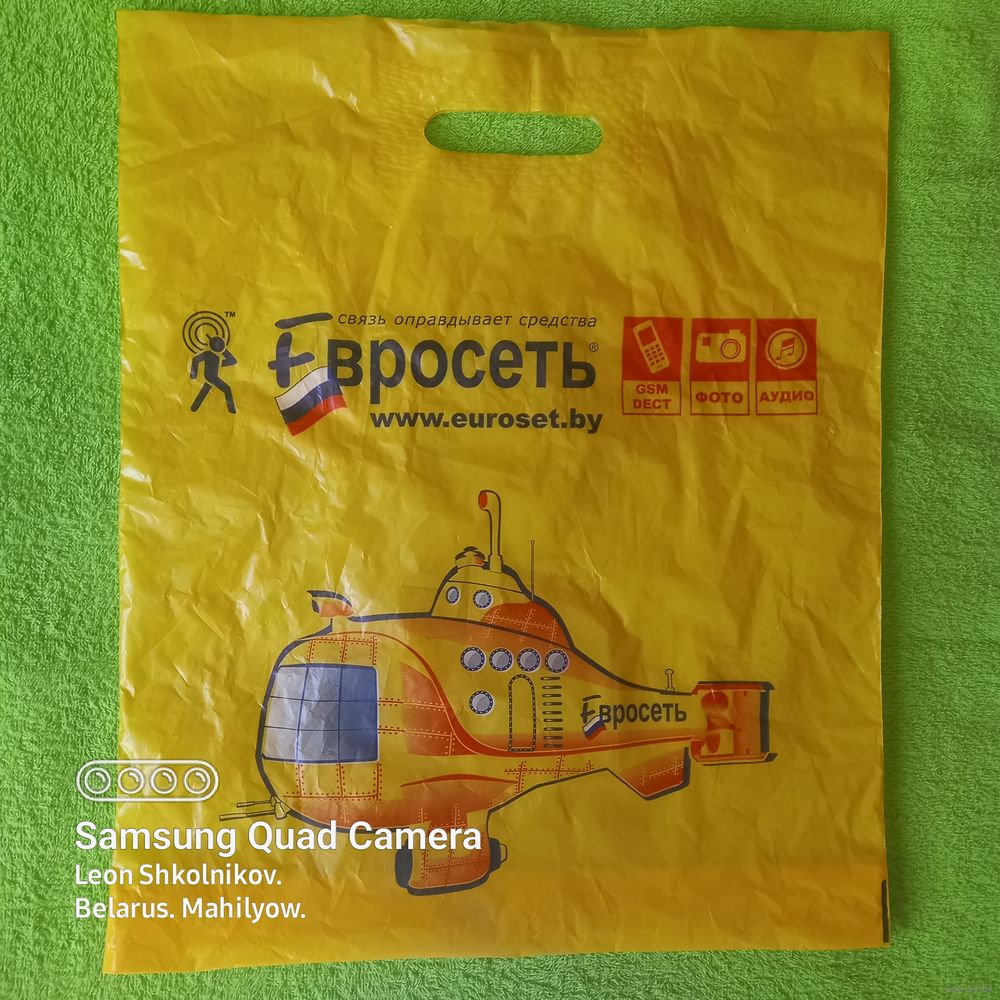 TM
связь оправдывает средства
Евросеть®
www.euroset.by
GSM
DECT
ФОТО
АУДИО
Евросеть
Samsung Quad Camera
Leon Shkolnikov.
Belarus. Mahilyow.